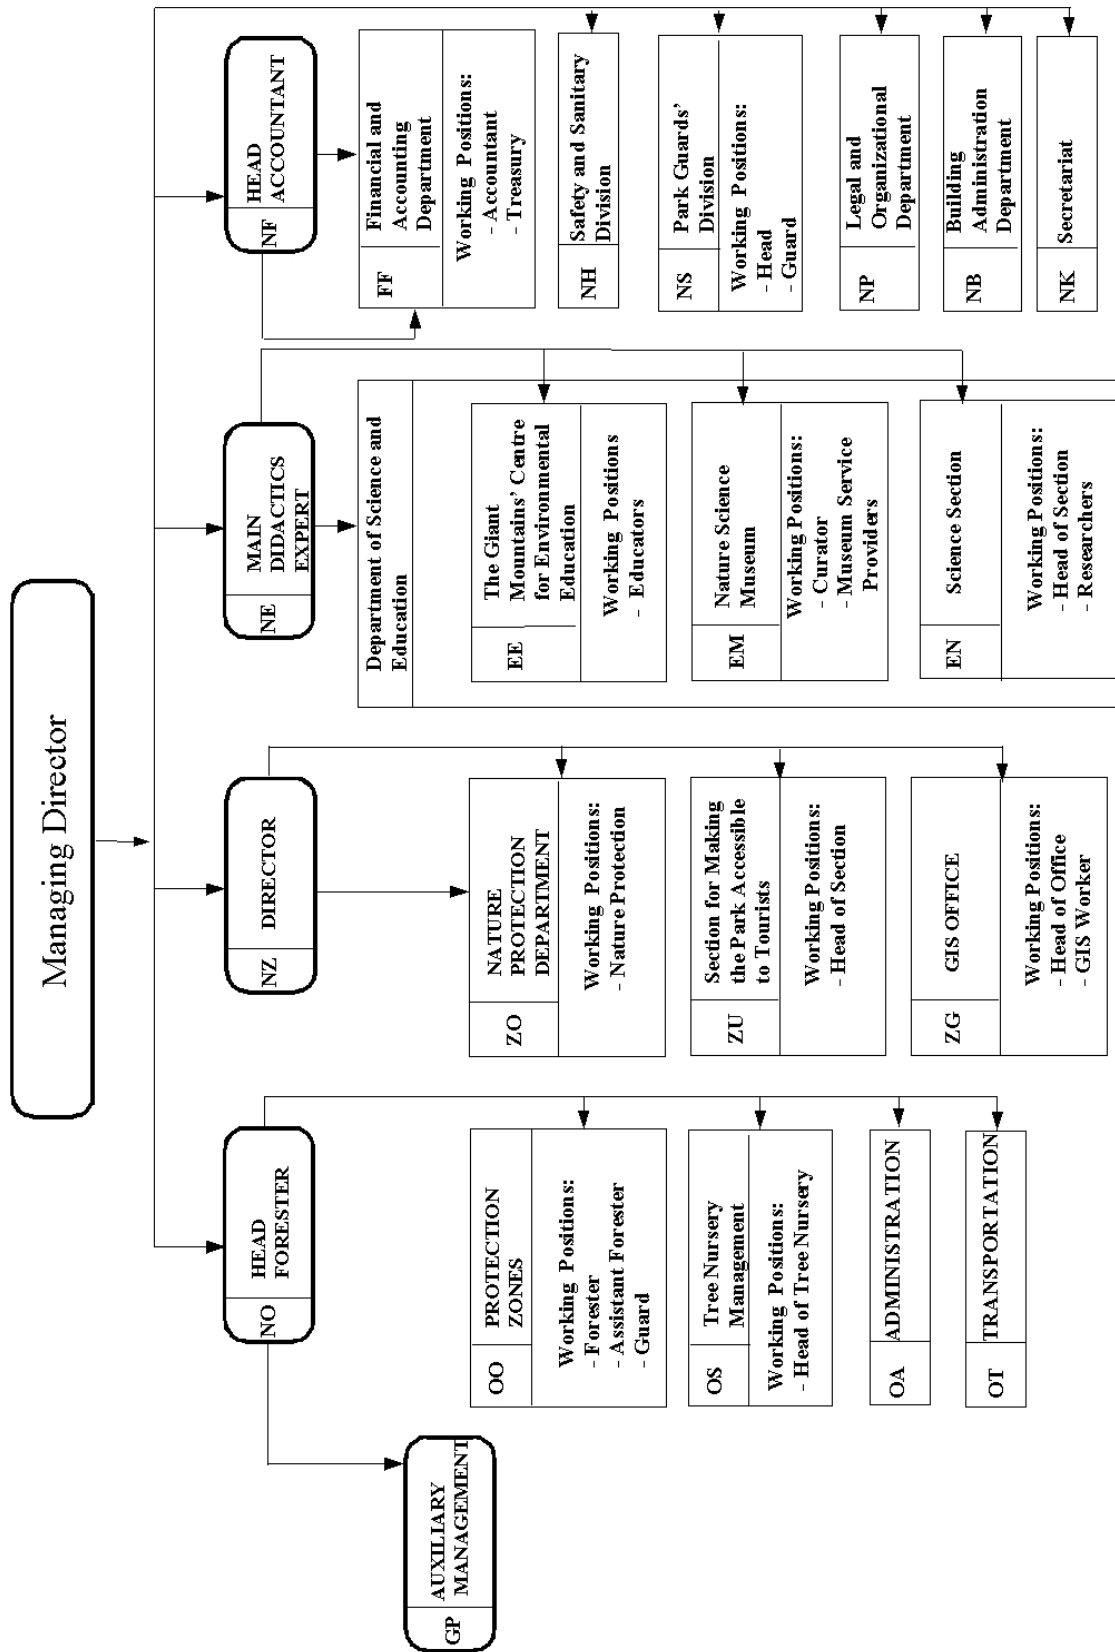 Managing Director
NO
HEAD
FORESTER
NZ
DIRECTOR
NE
MAIN
DIDACTICS
EXPERT
NF
HEAD
ACCOUNTANT
GP
AUXILIARY
MANAGEMENT
OO
PROTECTION
ZONES
Working Positions:
- Forester
- Assistant Forester
- Guard
OS
Tree Nursery
Management
Working Positions:
- Head of Tree Nursery
OA
ADMINISTRATION
OT
TRANSPORTATION
ZO
NATURE
PROTECTION
DEPARTMENT
Working Positions:
- Nature Protection
ZU
Section for Making
the Park Accessible
to Tourists
Working Positions:
- Head of Section
ZG
GIS OFFICE
Working Positions:
- Head of Office
- GIS Worker
Department of Science and
Education
EE
The Giant
Mountains' Centre
for Environmental
Education
Working Positions
- Educators
EM
Nature Science
Museum
Working Positions:
- Curator
- Museum Service
Providers
EN
Science Section
Working Positions:
- Head of Section
- Researchers
FF
Financial and
Accounting
Department
Working Positions:
- Accountant
- Treasury
NH
Safety and Sanitary
Division
NS
Park Guards'
Division
Working Positions:
- Head
- Guard
NP
Legal and
Organizational
Department
NB
Building
Administration
Department
NK
Secretariat